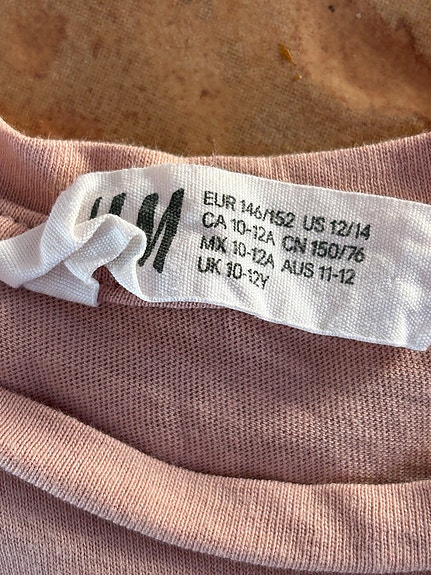 H&M
EUR 146/152 US 12/14
CA 10-12A CN 150/76
MX 10-12A AUS 11-12
UK 10-12Y